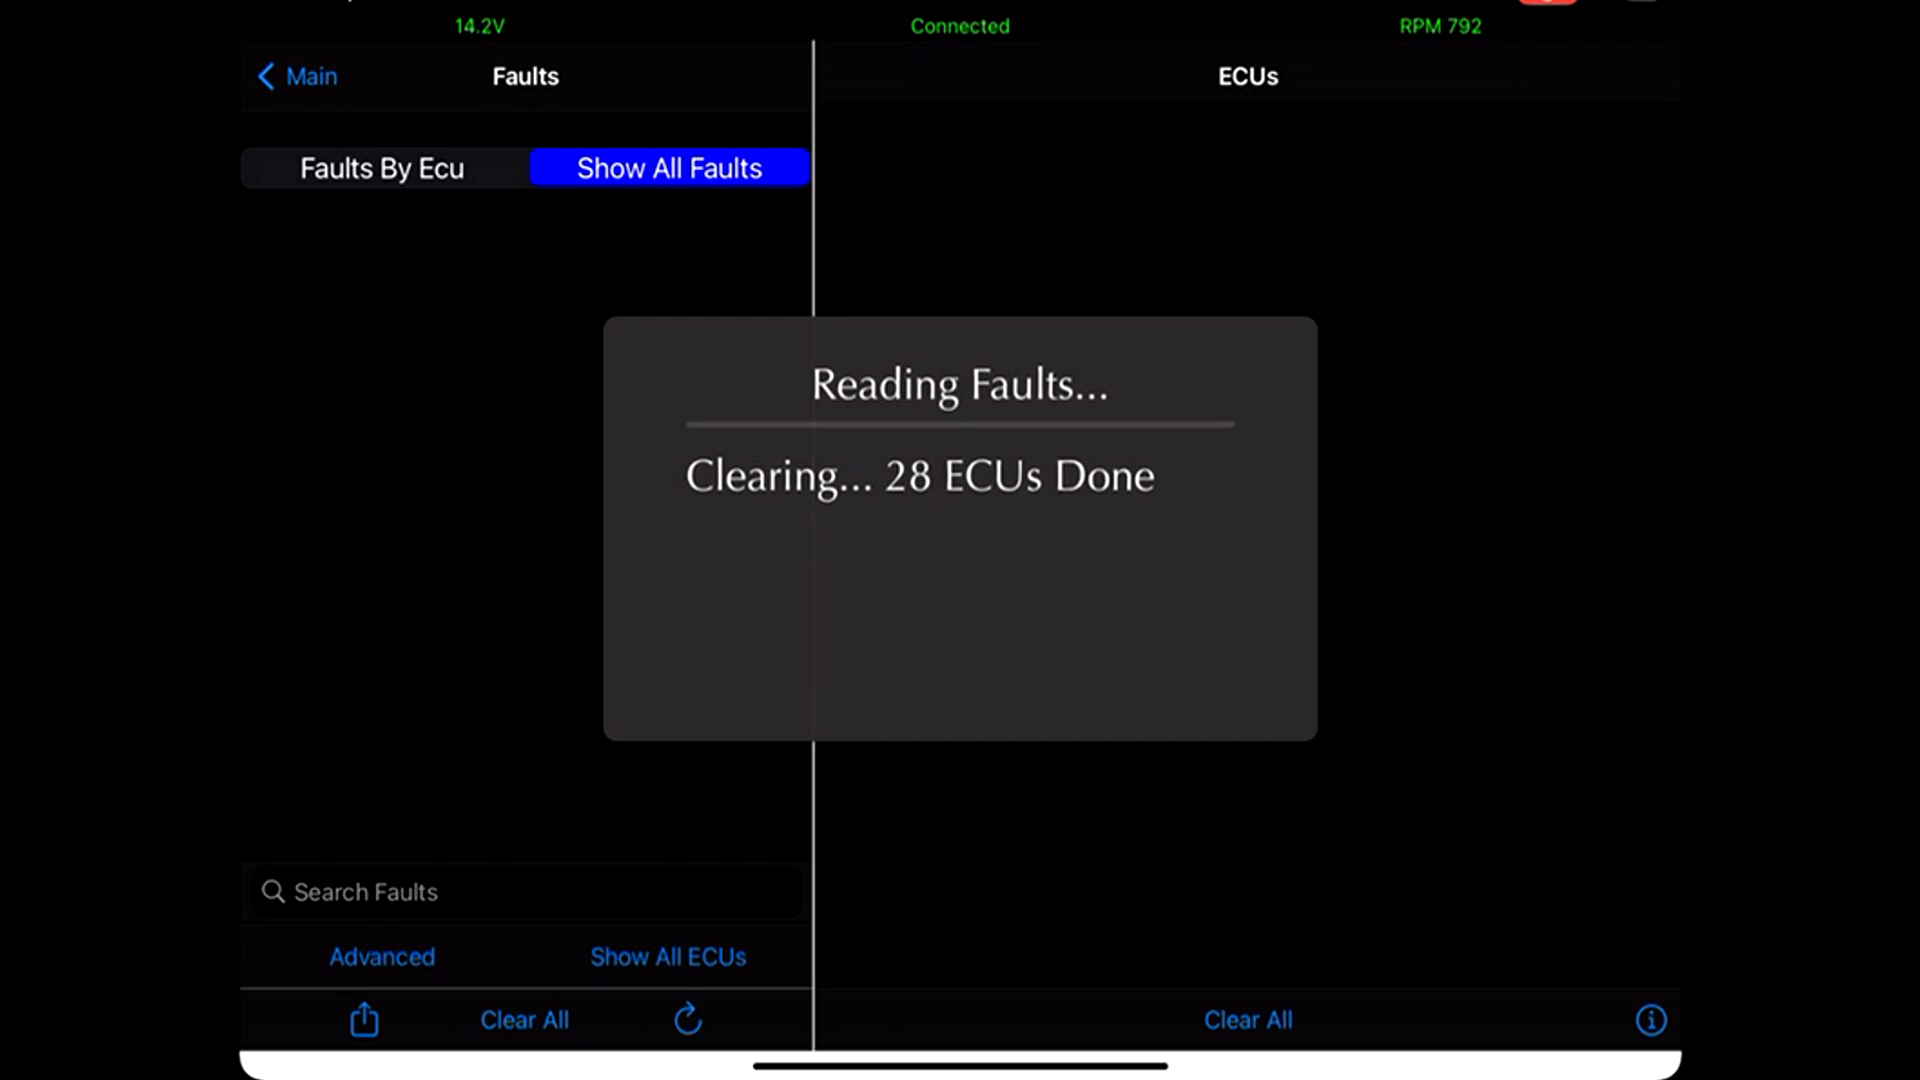 14.2V
Connected
RPM 792
Main
Faults
ECUs
Faults By Ecu
Show All Faults
Reading Faults...
Clearing... 28 ECUs Done
Search Faults
Advanced
Show All ECUs
Clear All
Clear All